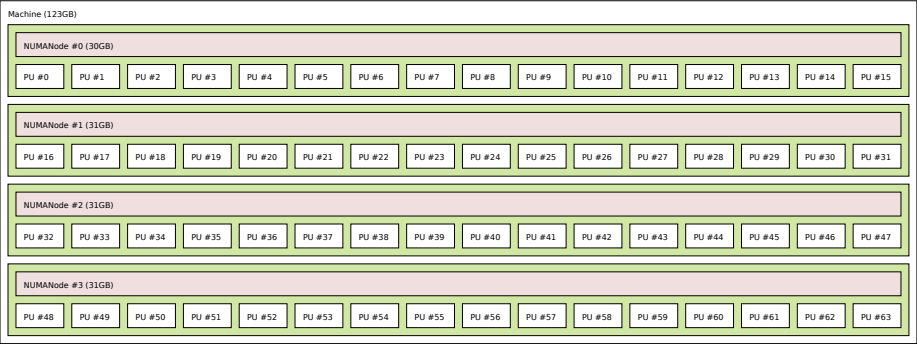 Machine (123GB)
NUMANode #0 (30GB)
PU #0 PU #1 PU #2 PU #3 PU #4 PU #5 PU #6 PU #7 PU #8 PU #9 PU #10 PU #11 PU #12 PU #13 PU #14 PU #15
NUMANode #1 (31GB)
PU #16 PU #17 PU #18 PU #19 PU #20 PU #21 PU #22 PU #23 PU #24 PU #25 PU #26 PU #27 PU #28 PU #29 PU #30 PU #31
NUMANode #2 (31GB)
PU #32 PU #33 PU #34 PU #35 PU #36 PU #37 PU #38 PU #39 PU #40 PU #41 PU #42 PU #43 PU #44 PU #45 PU #46 PU #47
NUMANode #3 (31GB)
PU #48 PU #49 PU #50 PU #51 PU #52 PU #53 PU #54 PU #55 PU #56 PU #57 PU #58 PU #59 PU #60 PU #61 PU #62 PU #63